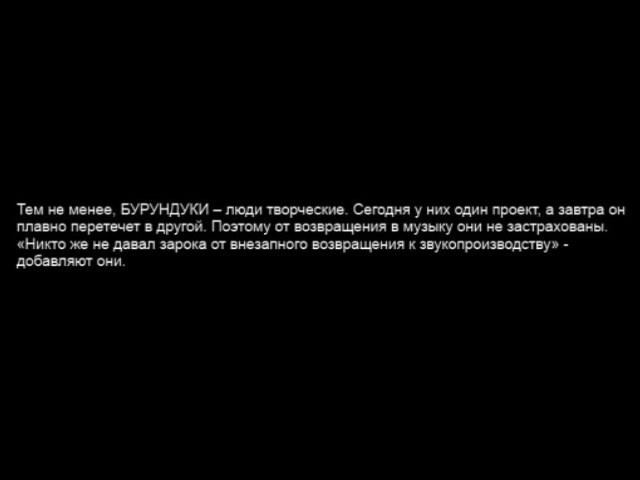 Тем не менее, БУРУНДУКИ – люди творческие. Сегодня у них один проект, а завтра он
плавно перетечет в другой. Поэтому от возвращения в музыку они не застрахованы.
«Никто же не давал зарока от внезапного возвращения к звукопроизводству» -
добавляют они.